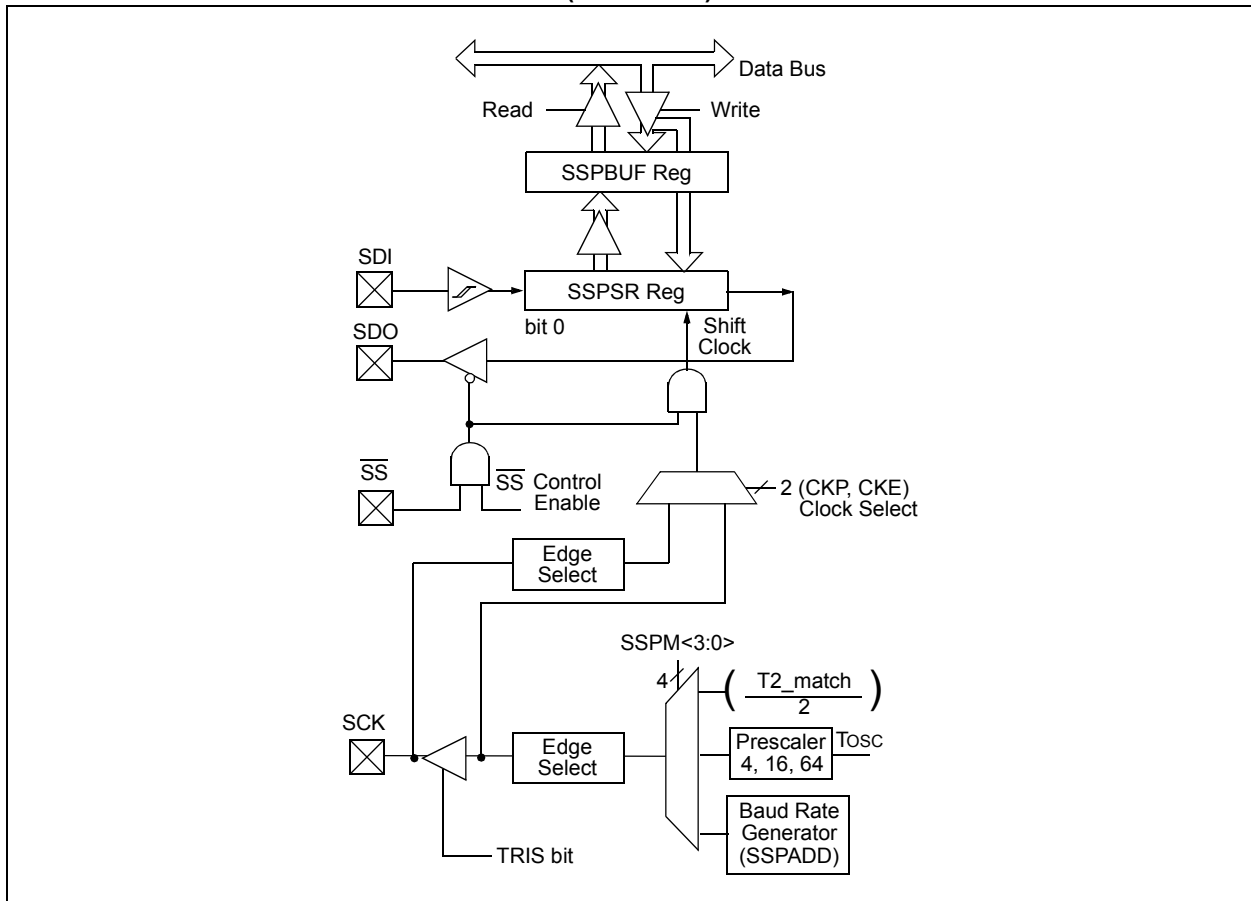 Data Bus
Read
Write
SSPBUF Reg
SDI
SSPSR Reg
bit 0
Shift
Clock
SDO
SS
SS Control
Enable
2 (CKP, CKE)
Clock Select
Edge
Select
SSPM<3:0>
4
( T2_match )
2
SCK
Edge
Select
Prescaler
4, 16, 64
TOSC
Baud Rate
Generator
(SSPADD)
TRIS bit